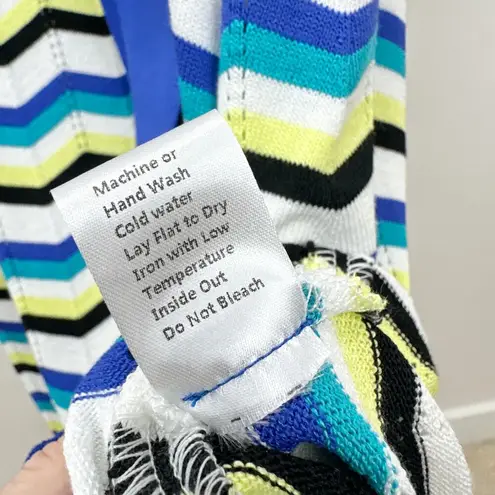 Machine or
Hand Wash
Cold water
Lay Flat to Dry
Iron with Low
Temperature
Inside Out
Do Not Bleach